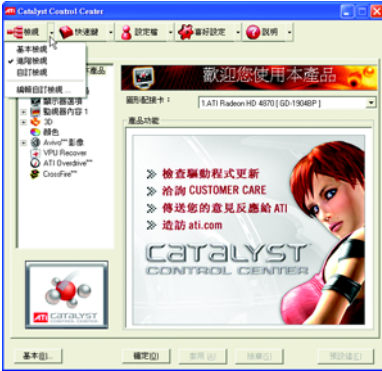 ATI Catalyst Control Center
檢視
快速鍵
設定檔
喜好設定
說明
基本檢視
進階檢視
自訂檢視
編輯自訂檢視 ...
本產品
顯示器選項
監視器內容 1
3D
顏色
Avivo™ 影像
VPU Recover
ATI Overdrive™
CrossFire™
歡迎您使用本產品
圖形配接卡：
1.ATI Radeon HD 4870 [ GD-1904BP ]
產品功能
檢查驅動程式更新
洽詢 CUSTOMER CARE
傳送您的意見反應給 ATI
造訪 ati.com
CATALYST
CONTROL CENTER
ATI CATALYST
基本(B)...
確定(O)
套用(A)
預設值(E)